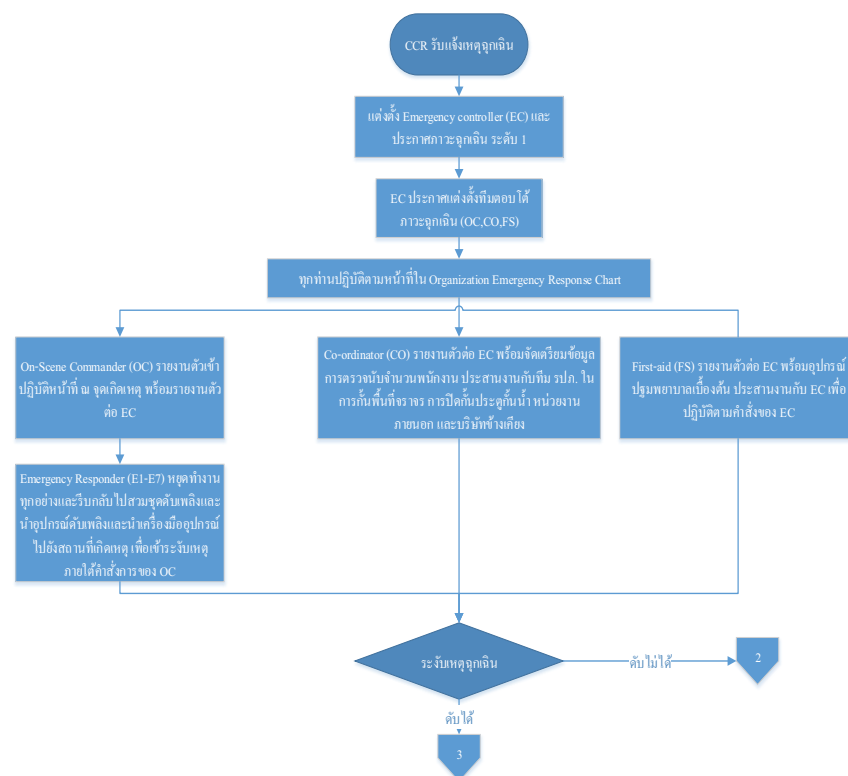 CCR รับแจ้งเหตุฉุกเฉิน
แต่งตั้ง Emergency controller (EC) และ
ประกาศภาวะฉุกเฉิน ระดับ 1
EC ประกาศแต่งตั้งทีมตอบโต้
ภาวะฉุกเฉิน (OC,CO,FS)
ทุกท่านปฏิบัติตามหน้าที่ใน Organization Emergency Response Chart
On-Scene Commander (OC) รายงานตัวเข้า
ปฏิบัติหน้าที่ ณ จุดเกิดเหตุ พร้อมรายงานตัว
ต่อ EC
Co-ordinator (CO) รายงานตัวต่อ EC พร้อมจัดเตรียมข้อมูล
การตรวจนับจำนวนพนักงาน ประสานงานกับทีม รปภ. ใน
การกั้นพื้นที่จราจร การปิดกั้นประตูกั้นน้ำ หน่วยงาน
ภายนอก และบริษัทข้างเคียง
First-aid (FS) รายงานตัวต่อ EC พร้อมอุปกรณ์
ปฐมพยาบาลเบื้องต้น ประสานงานกับ EC เพื่อ
ปฏิบัติตามคำสั่งของ EC
Emergency Responder (E1-E7) หยุดทำงาน
ทุกอย่างและรีบกลับไปสวมชุดดับเพลิงและ
นำอุปกรณ์ดับเพลิงและนำเครื่องมืออุปกรณ์
ไปยังสถานที่เกิดเหตุ เพื่อเข้าระงับเหตุ
ภายใต้คำสั่งการของ OC
ระงับเหตุฉุกเฉิน
ดับไม่ได้
2
ดับได้
3